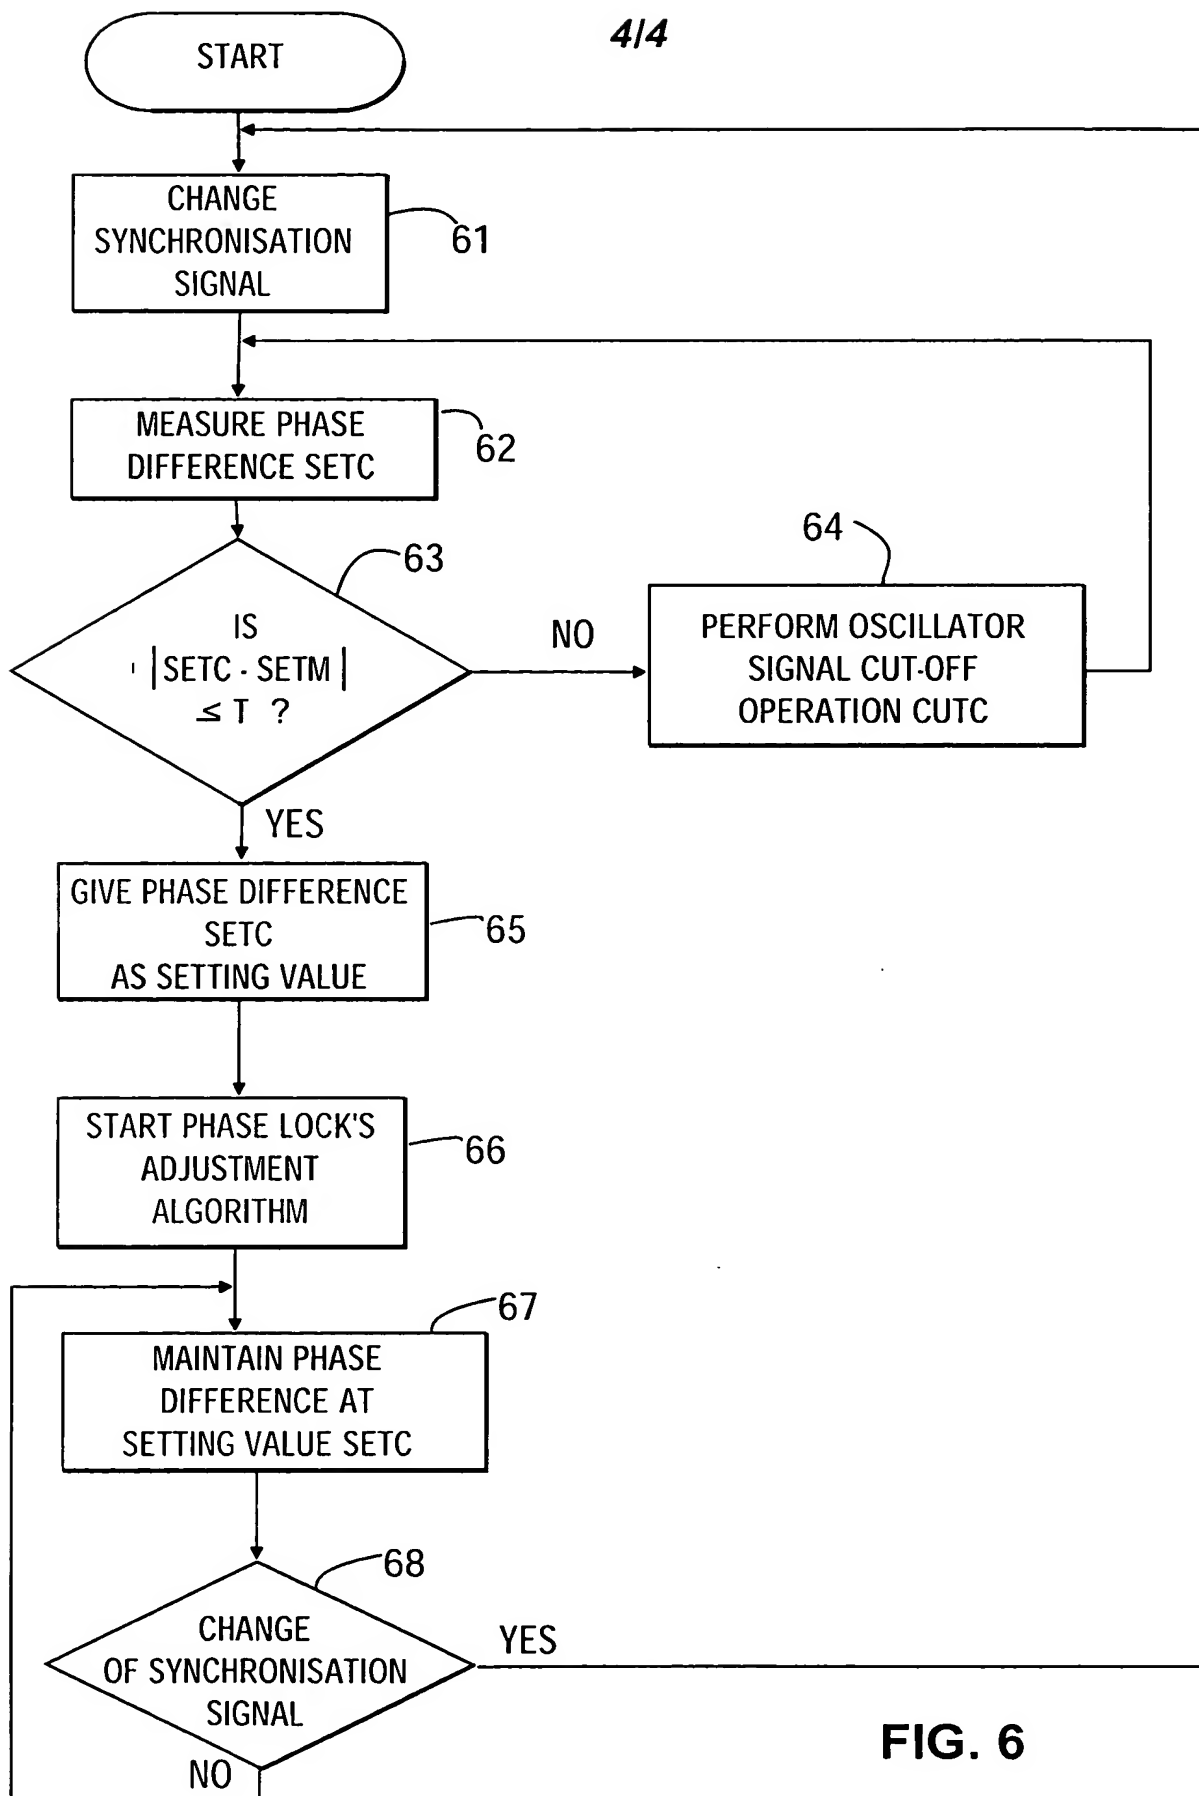 4/4
START
CHANGE
SYNCHRONISATION
SIGNAL
61
MEASURE PHASE
DIFFERENCE SETC
62
63
IS
|SETC - SETM|
≤ T ?
NO
64
PERFORM OSCILLATOR
SIGNAL CUT-OFF
OPERATION CUTC
YES
GIVE PHASE DIFFERENCE
SETC
AS SETTING VALUE
65
START PHASE LOCK'S
ADJUSTMENT
ALGORITHM
66
67
MAINTAIN PHASE
DIFFERENCE AT
SETTING VALUE SETC
68
CHANGE
OF SYNCHRONISATION
SIGNAL
YES
NO
FIG. 6